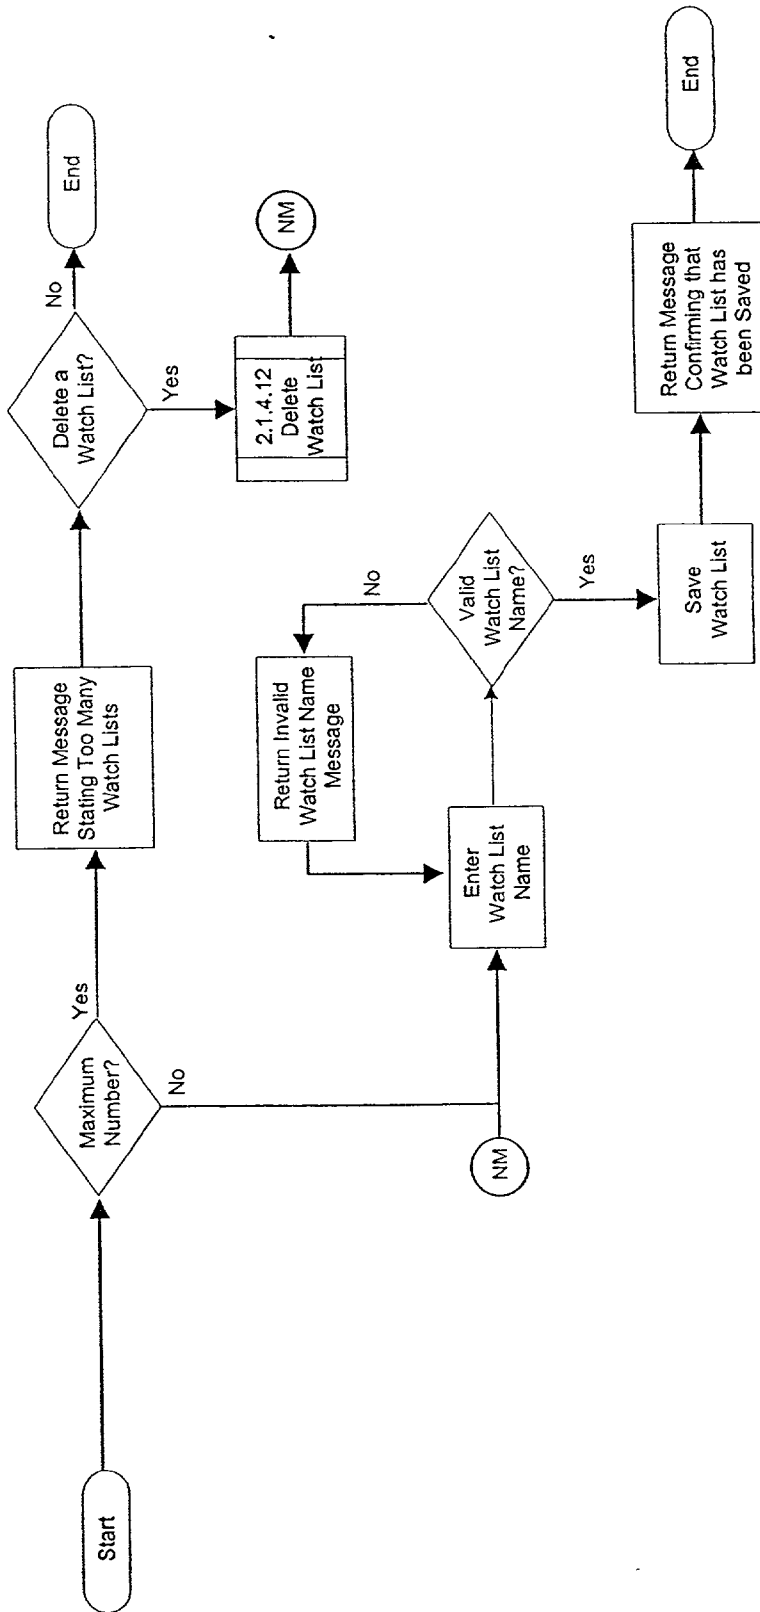 Start
Maximum
Number?
Yes
No
Return Message
Stating Too Many
Watch Lists
Delete a
Watch List?
No
End
Yes
2.1.4.12
Delete
Watch List
NM
NM
Enter
Watch List
Name
Valid
Watch List
Name?
No
Return Invalid
Watch List Name
Message
Yes
Save
Watch List
Return Message
Confirming that
Watch List has
been Saved
End